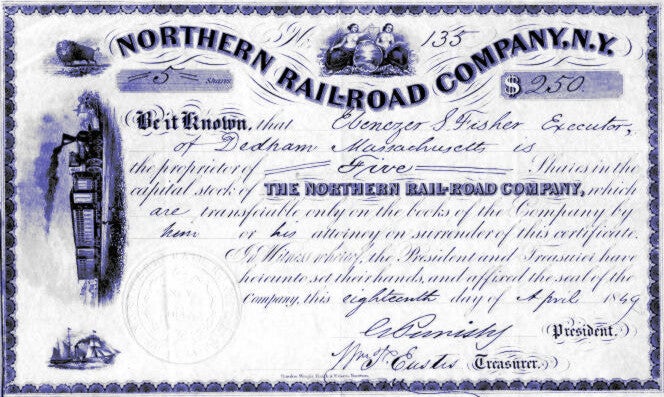 NORTHERN RAIL-ROAD COMPANY, N.Y.
No. 135
5 Shares
$250
Be it Known, that Ebenezer S. Fisher Executor,
of Dedham Massachusetts is
the proprietor of Five Shares in the
capital stock of THE NORTHERN RAIL-ROAD COMPANY, which
are transferable only on the books of the Company by
him or his attorney on surrender of this certificate.
In Witness whereof, the President and Treasurer have
hereunto set their hands, and affixed the seal of the
Company, this eighteenth day of April 1849
President.
Wm. T. Eustis Treasurer.